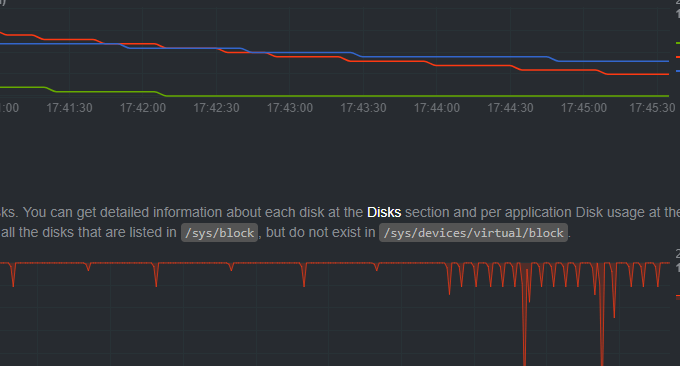 17:41:30 17:42:00 17:42:30 17:43:00 17:43:30 17:44:00 17:44:30 17:45:00 17:45:30
sks. You can get detailed information about each disk at the Disks section and per application Disk usage at the
all the disks that are listed in /sys/block, but do not exist in /sys/devices/virtual/block.